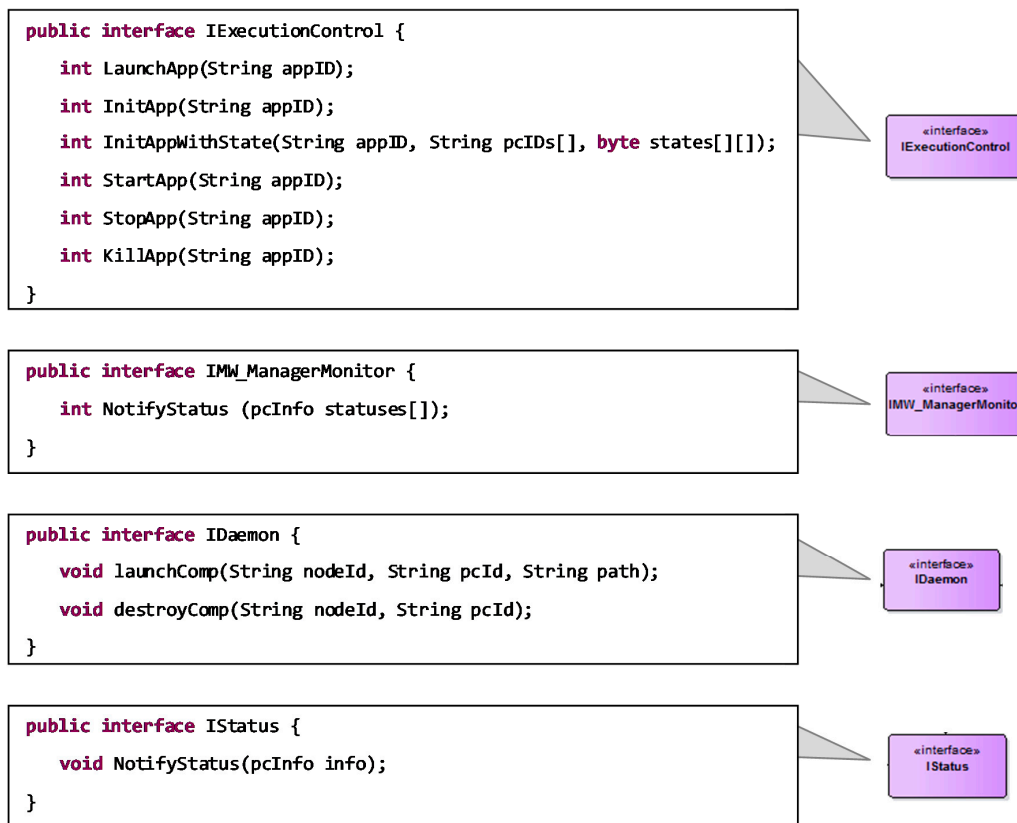 public interface IExecutionControl {
int LaunchApp(String appID);
int InitApp(String appID);
int InitAppWithState(String appID, String pcIDs[], byte states[][]);
int StartApp(String appID);
int StopApp(String appID);
int KillApp(String appID);
}
«interface»
IExecutionControl
public interface IMW_ManagerMonitor {
int NotifyStatus (pcInfo statuses[]);
}
«interface»
IMW_ManagerMonito
public interface IDaemon {
void launchComp(String nodeId, String pcId, String path);
void destroyComp(String nodeId, String pcId);
}
«interface»
IDaemon
public interface IStatus {
void NotifyStatus(pcInfo info);
}
«interface»
IStatus